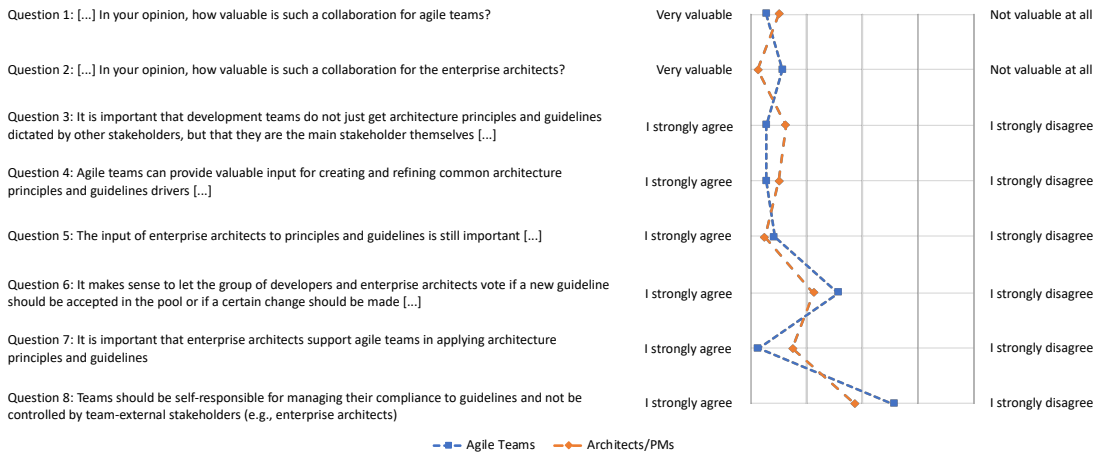 Question 1: [...] In your opinion, how valuable is such a collaboration for agile teams?
Very valuable
Not valuable at all
Question 2: [...] In your opinion, how valuable is such a collaboration for the enterprise architects?
Very valuable
Not valuable at all
Question 3: It is important that development teams do not just get architecture principles and guidelines
dictated by other stakeholders, but that they are the main stakeholder themselves [...]
I strongly agree
I strongly disagree
Question 4: Agile teams can provide valuable input for creating and refining common architecture
principles and guidelines drivers [...]
I strongly agree
I strongly disagree
Question 5: The input of enterprise architects to principles and guidelines is still important [...]
I strongly agree
I strongly disagree
Question 6: It makes sense to let the group of developers and enterprise architects vote if a new guideline
should be accepted in the pool or if a certain change should be made [...]
I strongly agree
I strongly disagree
Question 7: It is important that enterprise architects support agile teams in applying architecture
principles and guidelines
I strongly agree
I strongly disagree
Question 8: Teams should be self-responsible for managing their compliance to guidelines and not be
controlled by team-external stakeholders (e.g., enterprise architects)
I strongly agree
I strongly disagree
Agile Teams
Architects/PMs